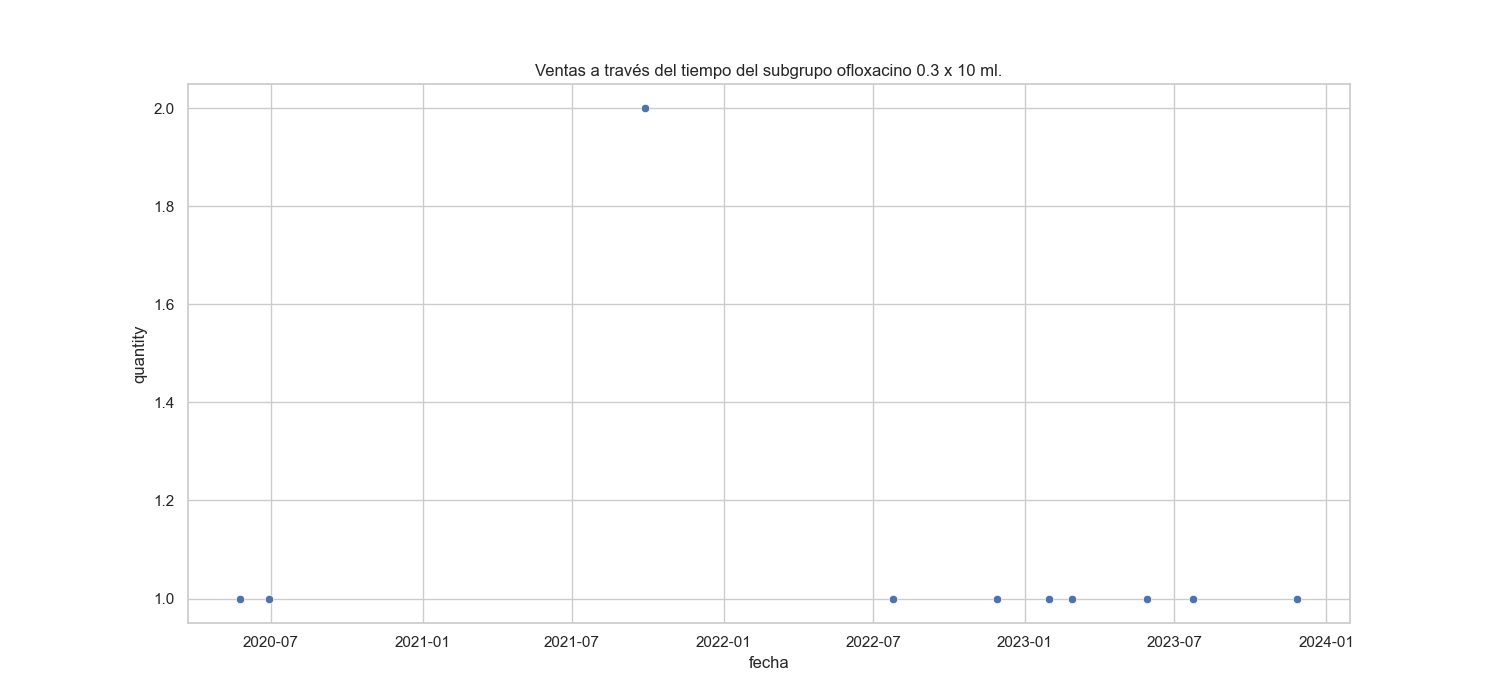 Ventas a través del tiempo del subgrupo ofloxacino 0.3 x 10 ml.
2.0
1.8
1.6
1.4
1.2
1.0
quantity
2020-07 2021-01 2021-07 2022-01 2022-07 2023-01 2023-07 2024-01
fecha